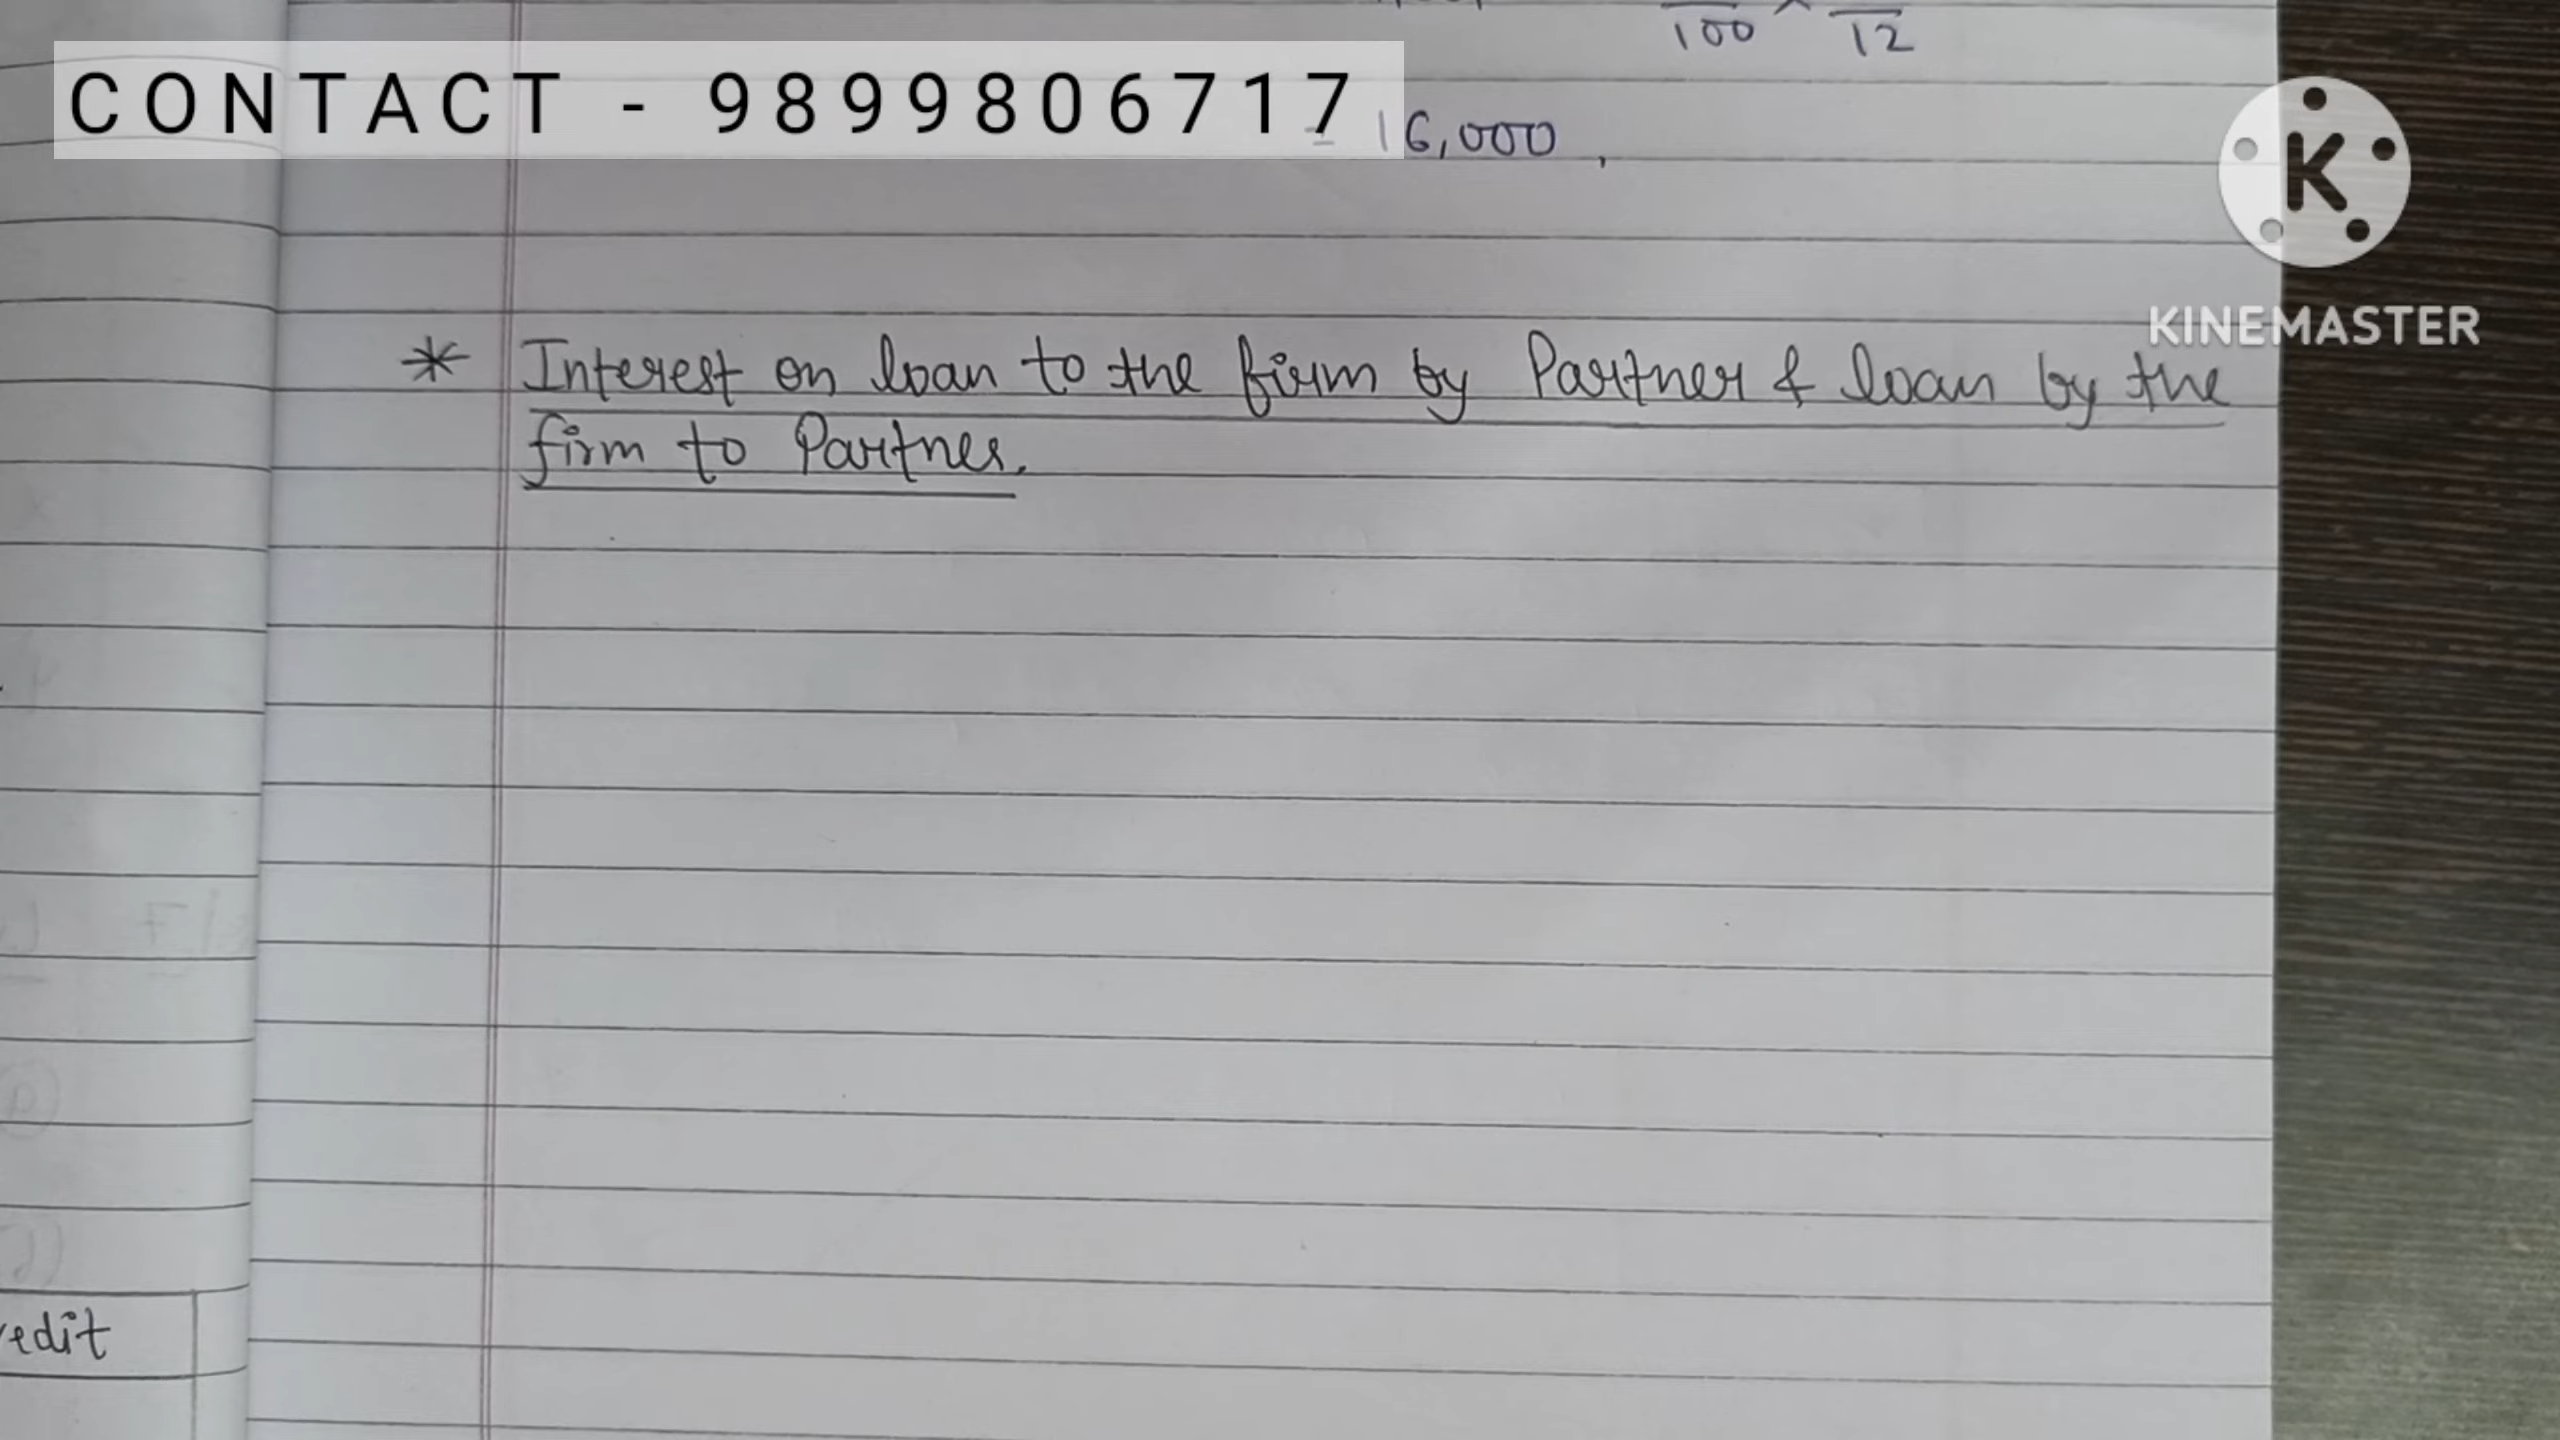 100 × 12
CONTACT - 9899806717
= 16,000
KINEMASTER
* Interest on loan to the firm by Partner & loan by the
firm to Partner.
edit